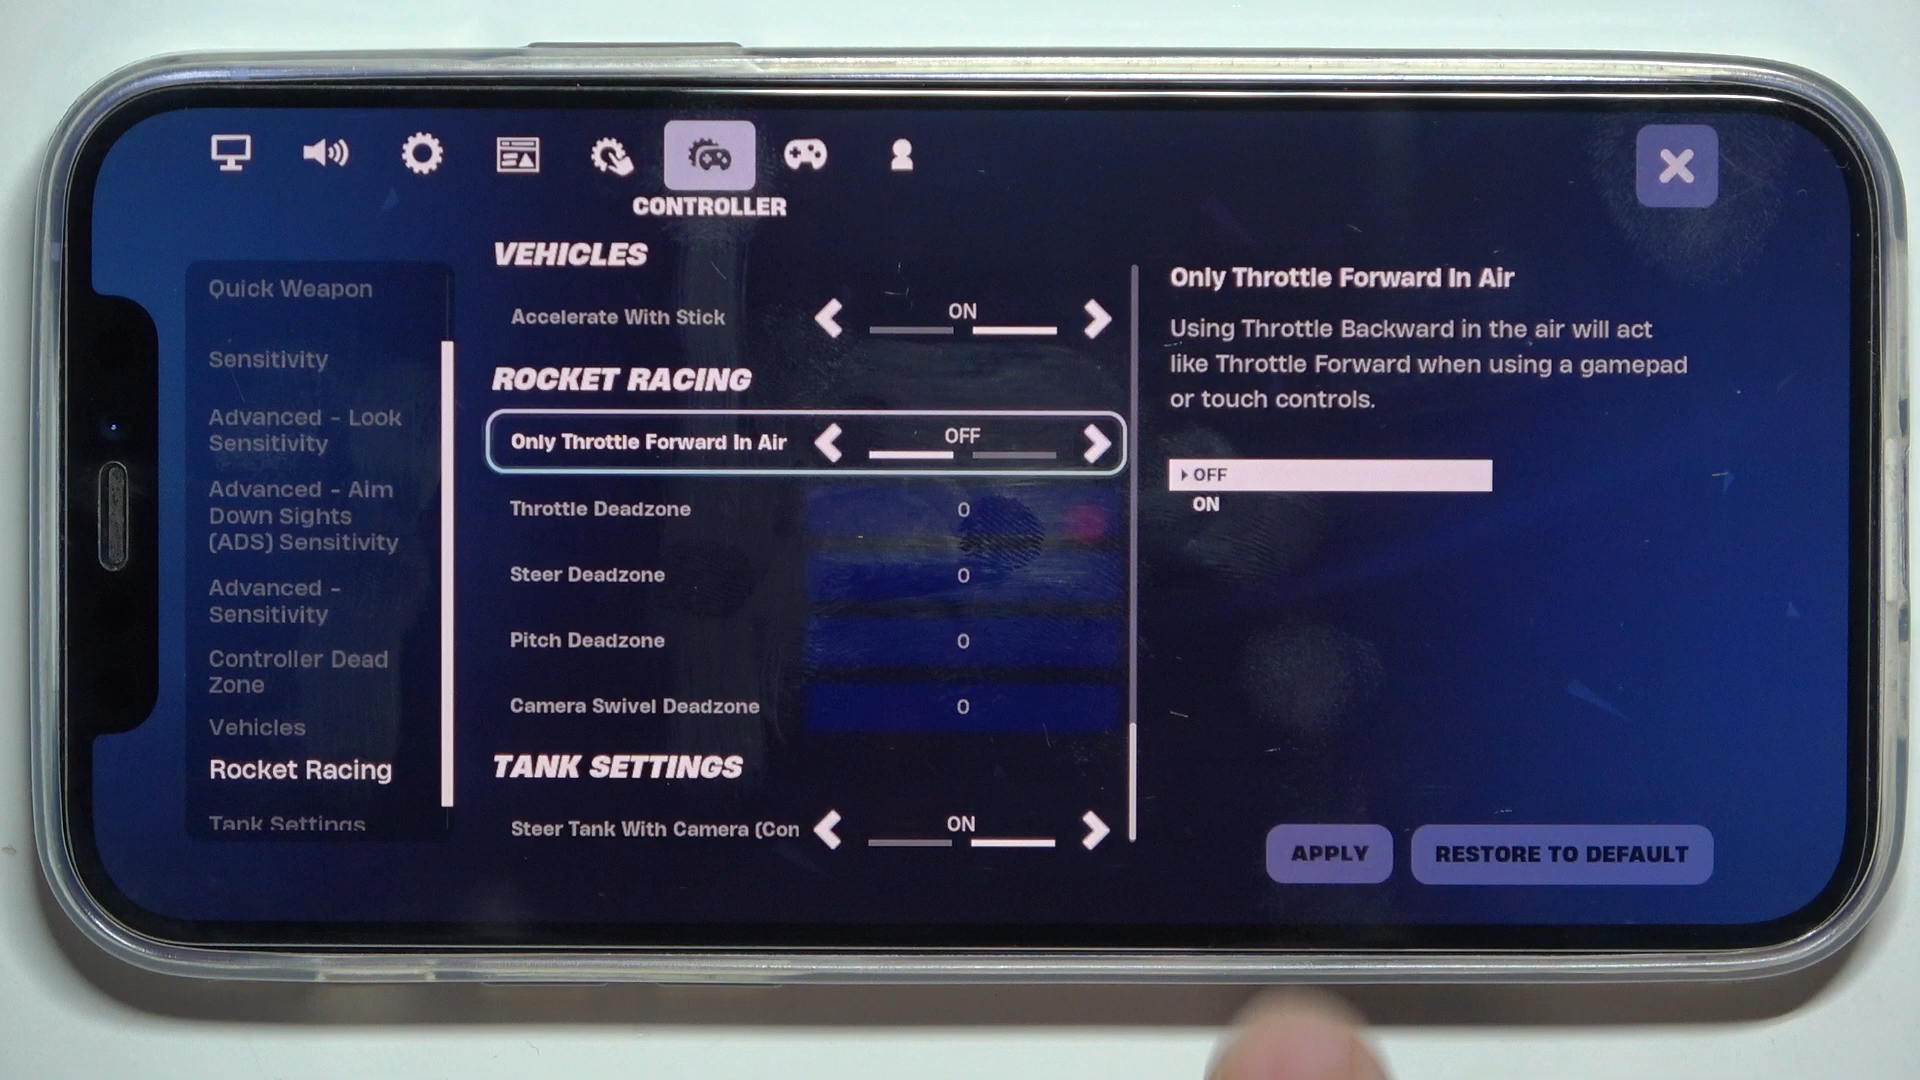 CONTROLLER
Quick Weapon
Sensitivity
Advanced - Look
Sensitivity
Advanced - Aim
Down Sights
(ADS) Sensitivity
Advanced -
Sensitivity
Controller Dead
Zone
Vehicles
Rocket Racing
Tank Settings
VEHICLES
Accelerate With Stick
ON
ROCKET RACING
Only Throttle Forward In Air
OFF
Throttle Deadzone
0
Steer Deadzone
0
Pitch Deadzone
0
Camera Swivel Deadzone
0
TANK SETTINGS
Steer Tank With Camera (Con
ON
Only Throttle Forward In Air
Using Throttle Backward in the air will act
like Throttle Forward when using a gamepad
or touch controls.
OFF
ON
APPLY
RESTORE TO DEFAULT